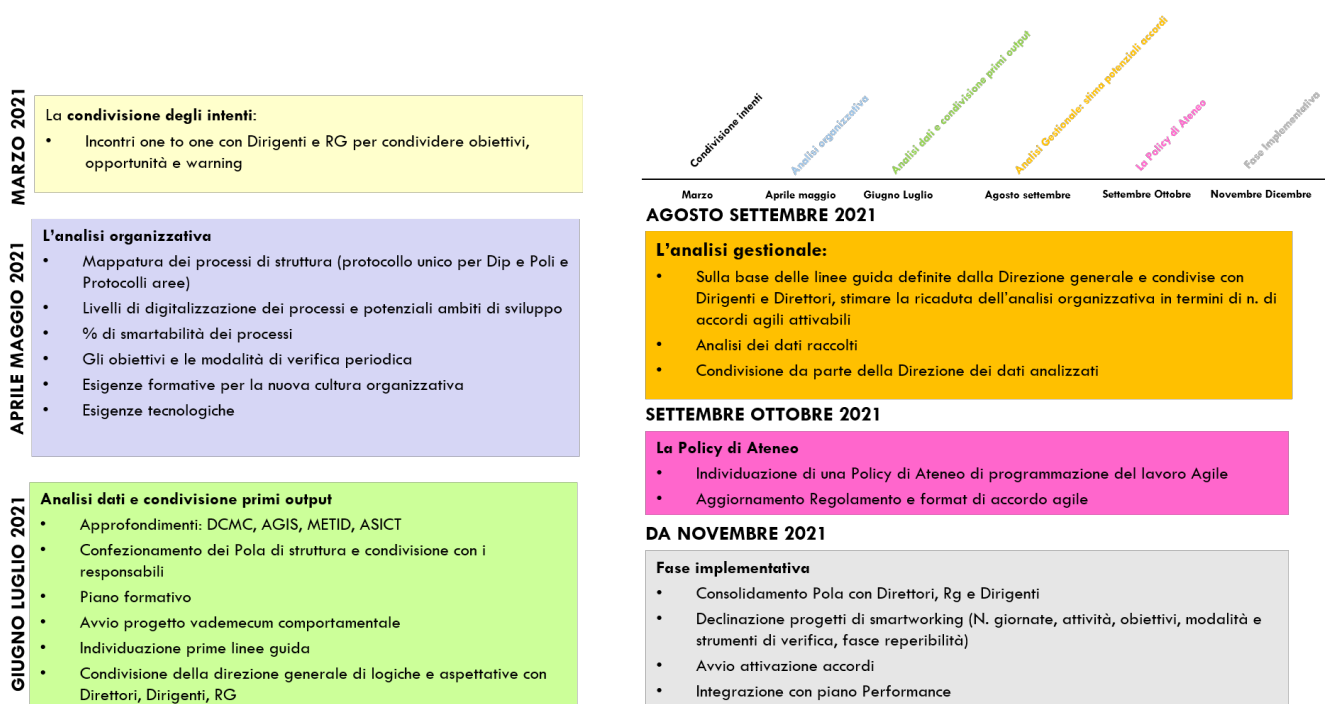 MARZO 2021
La condivisione degli intenti:
• Incontri one to one con Dirigenti e RG per condividere obiettivi,
opportunità e warning
APRILE MAGGIO 2021
L’analisi organizzativa
• Mappatura dei processi di struttura (protocollo unico per Dip e Poli e
Protocolli aree)
• Livelli di digitalizzazione dei processi e potenziali ambiti di sviluppo
• % di smartabilità dei processi
• Gli obiettivi e le modalità di verifica periodica
• Esigenze formative per la nuova cultura organizzativa
• Esigenze tecnologiche
GIUGNO LUGLIO 2021
Analisi dati e condivisione primi output
• Approfondimenti: DCMC, AGIS, METID, ASICT
• Confezionamento dei Pola di struttura e condivisione con i
responsabili
• Piano formativo
• Avvio progetto vademecum comportamentale
• Individuazione prime linee guida
• Condivisione della direzione generale di logiche e aspettative con
Direttori, Dirigenti, RG
Condivisione intenti
Analisi organizzativa
Analisi dati e condivisione primi output
Analisi Gestionale: stima potenziali accordi
La Policy di Ateneo
Fase Implementativa
Marzo
Aprile maggio
Giugno Luglio
Agosto settembre
Settembre Ottobre
Novembre Dicembre
AGOSTO SETTEMBRE 2021
L’analisi gestionale:
• Sulla base delle linee guida definite dalla Direzione generale e condivise con
Dirigenti e Direttori, stimare la ricaduta dell’analisi organizzativa in termini di n. di
accordi agili attivabili
• Analisi dei dati raccolti
• Condivisione da parte della Direzione dei dati analizzati
SETTEMBRE OTTOBRE 2021
La Policy di Ateneo
• Individuazione di una Policy di Ateneo di programmazione del lavoro Agile
• Aggiornamento Regolamento e format di accordo agile
DA NOVEMBRE 2021
Fase implementativa
• Consolidamento Pola con Direttori, Rg e Dirigenti
• Declinazione progetti di smartworking (N. giornate, attività, obiettivi, modalità e
strumenti di verifica, fasce reperibilità)
• Avvio attivazione accordi
• Integrazione con piano Performance